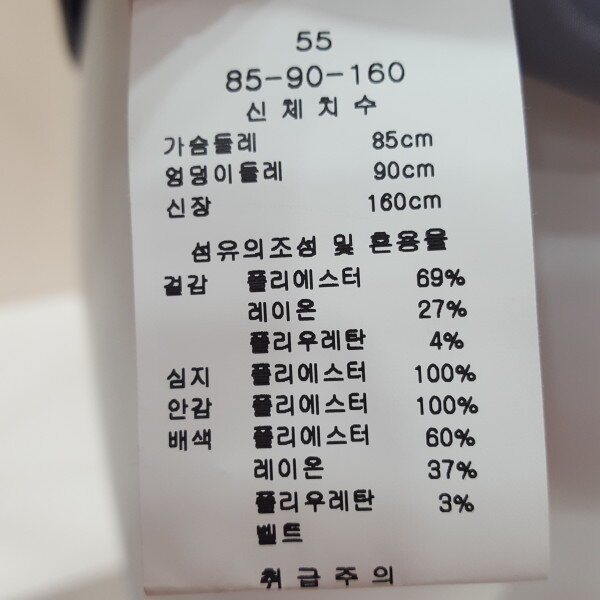 55
85-90-160
신 체 치 수
가슴둘레 85cm
엉덩이둘레 90cm
신장 160cm
섬유의조성 및 혼용율
겉감 폴리에스터 69%
레이온 27%
폴리우레탄 4%
심지 폴리에스터 100%
안감 폴리에스터 100%
배색 폴리에스터 60%
레이온 37%
폴리우레탄 3%
벨트
취 급 주 의